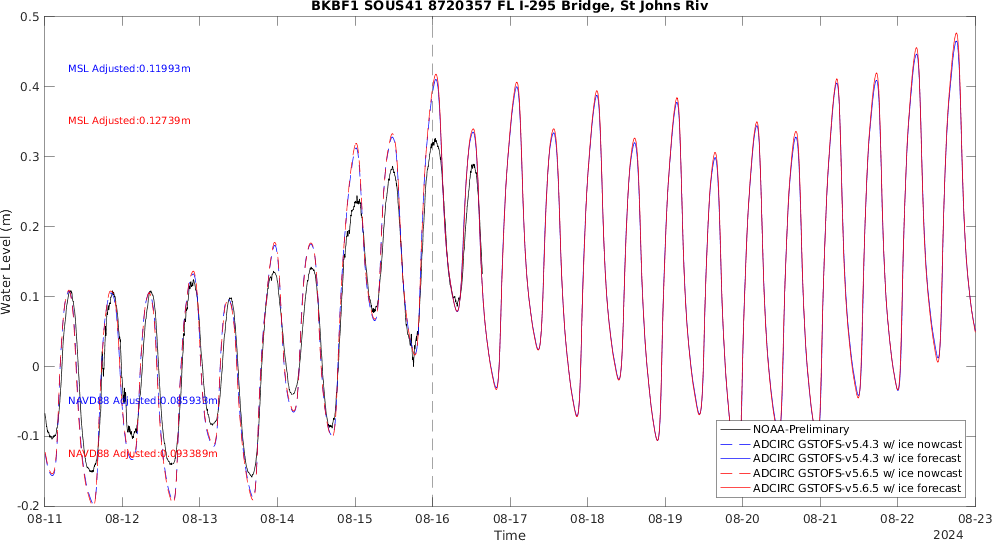 BKBF1 SOUS41 8720357 FL I-295 Bridge, St Johns Riv
0.5
0.4
0.3
0.2
0.1
0
-0.1
-0.2
Water Level (m)
MSL Adjusted:0.11993m
MSL Adjusted:0.12739m
NAVD88 Adjusted:0.085933m
NAVD88 Adjusted:0.093389m
NOAA-Preliminary
ADCIRC GSTOFS-v5.4.3 w/ ice nowcast
ADCIRC GSTOFS-v5.4.3 w/ ice forecast
ADCIRC GSTOFS-v5.6.5 w/ ice nowcast
ADCIRC GSTOFS-v5.6.5 w/ ice forecast
08-11 08-12 08-13 08-14 08-15 08-16 08-17 08-18 08-19 08-20 08-21 08-22 08-23
Time
2024